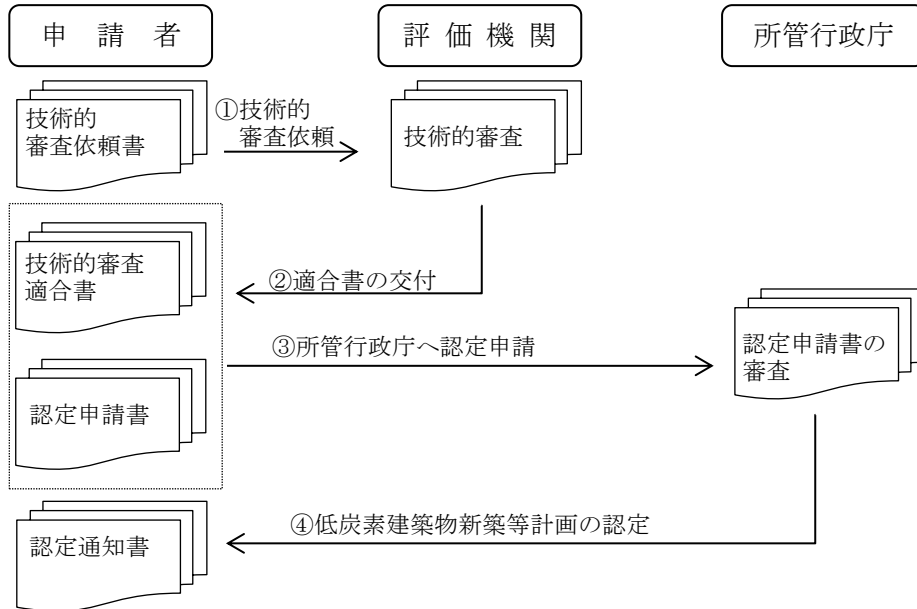 申　請　者
評 価 機 関
所管行政庁
技術的
審査依頼書
①技術的
審査依頼
技術的審査
技術的審査
適合書
②適合書の交付
③所管行政庁へ認定申請
認定申請書の
審査
認定申請書
④低炭素建築物新築等計画の認定
認定通知書